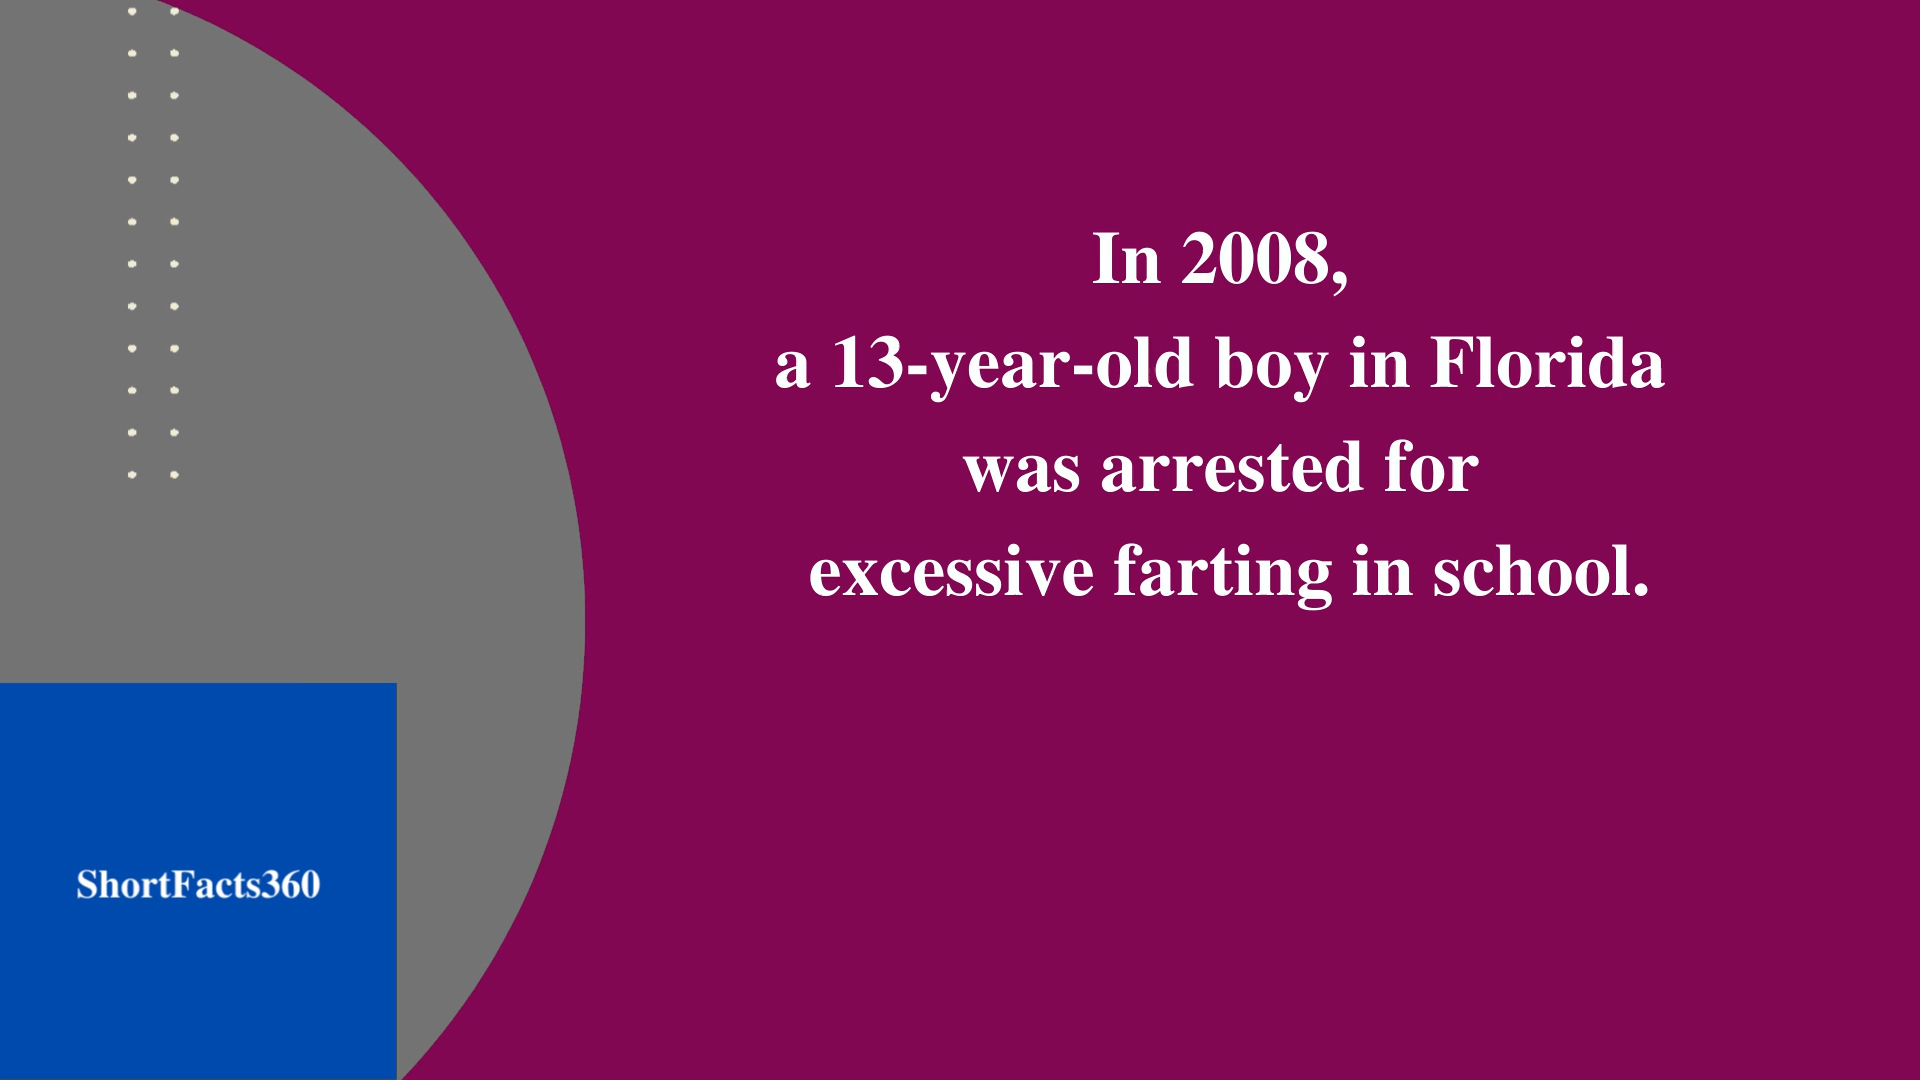 In 2008,
a 13-year-old boy in Florida
was arrested for
excessive farting in school.
ShortFacts360